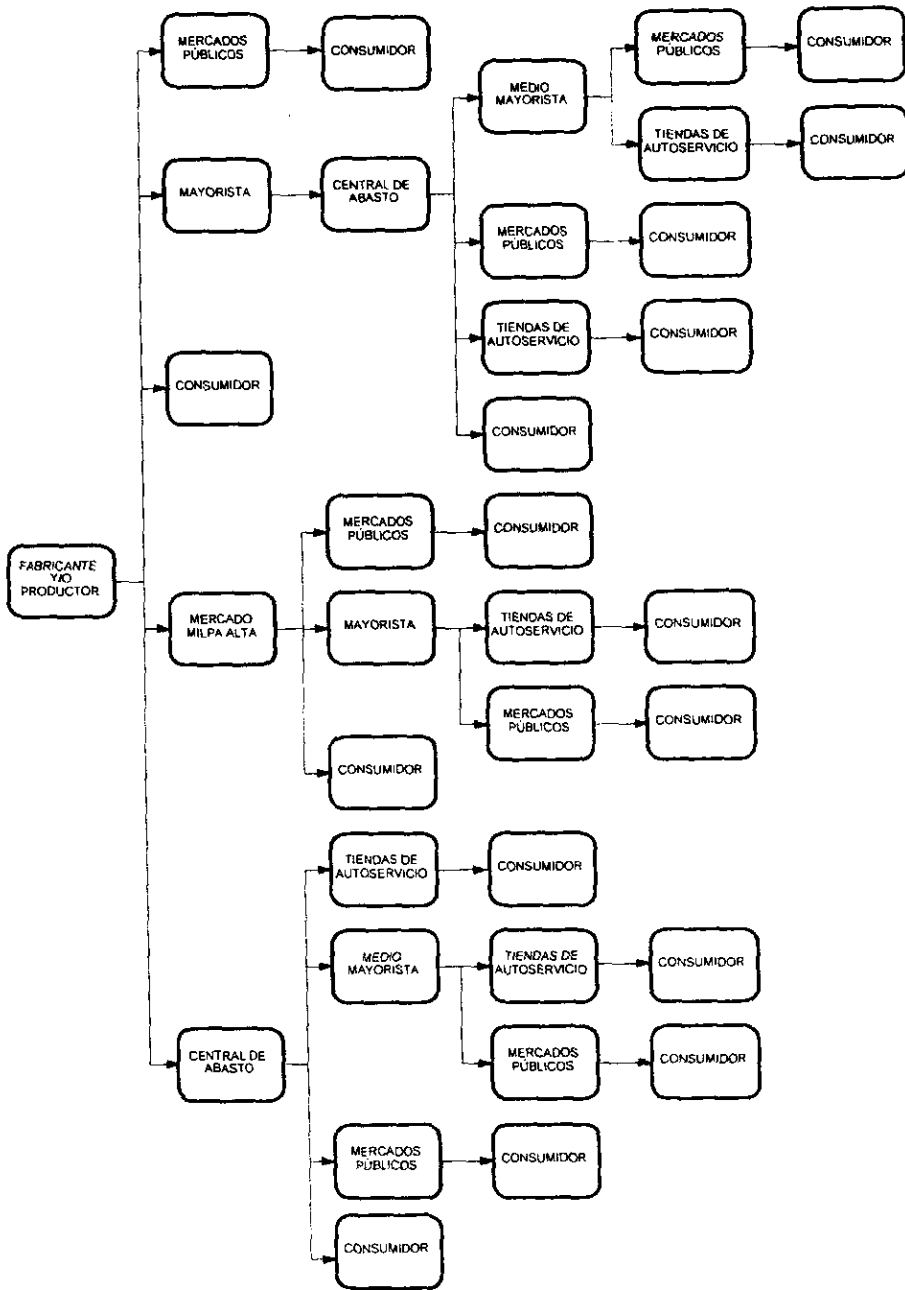 MERCADOS
PÚBLICOS
CONSUMIDOR
MEDIO
MAYORISTA
MERCADOS
PÚBLICOS
CONSUMIDOR
TIENDAS DE
AUTOSERVICIO
CONSUMIDOR
MAYORISTA
CENTRAL DE
ABASTO
MERCADOS
PÚBLICOS
CONSUMIDOR
TIENDAS DE
AUTOSERVICIO
CONSUMIDOR
CONSUMIDOR
CONSUMIDOR
FABRICANTE
Y/O
PRODUCTOR
MERCADO
MILPA ALTA
MERCADOS
PÚBLICOS
CONSUMIDOR
MAYORISTA
TIENDAS DE
AUTOSERVICIO
CONSUMIDOR
MERCADOS
PÚBLICOS
CONSUMIDOR
CONSUMIDOR
CENTRAL DE
ABASTO
TIENDAS DE
AUTOSERVICIO
CONSUMIDOR
MEDIO
MAYORISTA
TIENDAS DE
AUTOSERVICIO
CONSUMIDOR
MERCADOS
PÚBLICOS
CONSUMIDOR
MERCADOS
PÚBLICOS
CONSUMIDOR
CONSUMIDOR